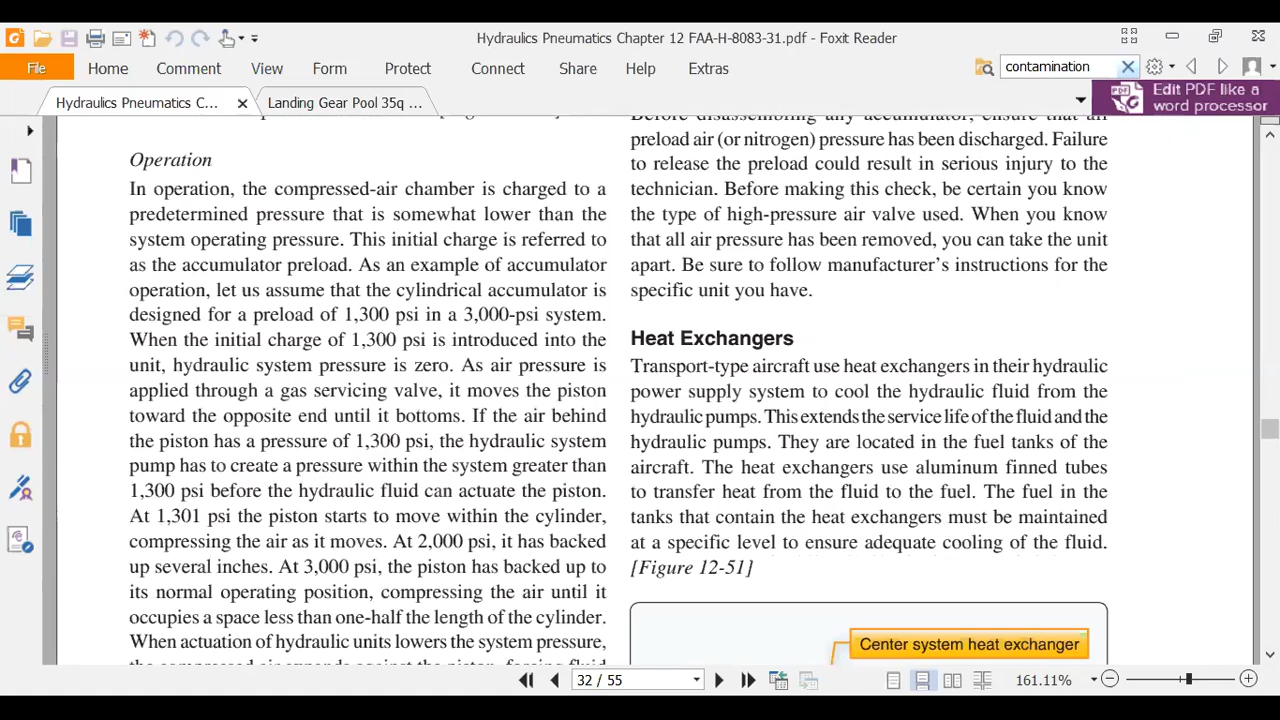 Hydraulics Pneumatics Chapter 12 FAA-H-8083-31.pdf - Foxit Reader
File Home Comment View Form Protect Connect Share Help Extras contamination
Hydraulics Pneumatics C... Landing Gear Pool 35q ...
Edit PDF like a
word processor
Operation
In operation, the compressed-air chamber is charged to a
predetermined pressure that is somewhat lower than the
system operating pressure. This initial charge is referred to
as the accumulator preload. As an example of accumulator
operation, let us assume that the cylindrical accumulator is
designed for a preload of 1,300 psi in a 3,000-psi system.
When the initial charge of 1,300 psi is introduced into the
unit, hydraulic system pressure is zero. As air pressure is
applied through a gas servicing valve, it moves the piston
toward the opposite end until it bottoms. If the air behind
the piston has a pressure of 1,300 psi, the hydraulic system
pump has to create a pressure within the system greater than
1,300 psi before the hydraulic fluid can actuate the piston.
At 1,301 psi the piston starts to move within the cylinder,
compressing the air as it moves. At 2,000 psi, it has backed
up several inches. At 3,000 psi, the piston has backed up to
its normal operating position, compressing the air until it
occupies a space less than one-half the length of the cylinder.
When actuation of hydraulic units lowers the system pressure,
the compressed air expands against the piston, forcing fluid
Before disassembling any accumulator, ensure that all
preload air (or nitrogen) pressure has been discharged. Failure
to release the preload could result in serious injury to the
technician. Before making this check, be certain you know
the type of high-pressure air valve used. When you know
that all air pressure has been removed, you can take the unit
apart. Be sure to follow manufacturer's instructions for the
specific unit you have.
Heat Exchangers
Transport-type aircraft use heat exchangers in their hydraulic
power supply system to cool the hydraulic fluid from the
hydraulic pumps. This extends the service life of the fluid and the
hydraulic pumps. They are located in the fuel tanks of the
aircraft. The heat exchangers use aluminum finned tubes
to transfer heat from the fluid to the fuel. The fuel in the
tanks that contain the heat exchangers must be maintained
at a specific level to ensure adequate cooling of the fluid.
[Figure 12-51]
Center system heat exchanger
32 / 55
161.11%